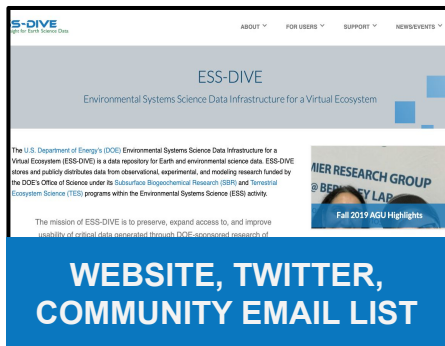 S-DIVE
ight for Earth Science Data
ABOUT FOR USERS SUPPORT NEWS/EVENTS
ESS-DIVE
Environmental Systems Science Data Infrastructure for a Virtual Ecosystem
The U.S. Department of Energy's (DOE) Environmental Systems Science Data Infrastructure for a
Virtual Ecosystem (ESS-DIVE) is a data repository for Earth and environmental science data. ESS-DIVE
stores and publicly distributes data from observational, experimental, and modeling research funded by
the DOE's Office of Science under its Subsurface Biogeochemical Research (SBR) and Terrestrial
Ecosystem Science (TES) programs within the Environmental Systems Science (ESS) activity.
MIER RESEARCH GROUP
@ BERKELEY LAB
Fall 2019 AGU Highlights
The mission of ESS-DIVE is to preserve, expand access to, and improve
usability of critical data generated through DOE-sponsored research of
WEBSITE, TWITTER,
COMMUNITY EMAIL LIST